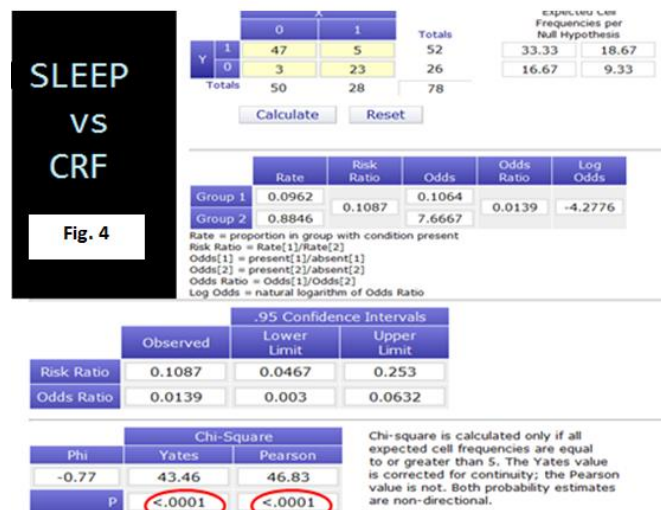 SLEEP
vs
CRF
Fig. 4
X
0 1 Totals
Y 1 47 5 52
0 3 23 26
Totals 50 28 78
Expected Cell
Frequencies per
Null Hypothesis
33.33 18.67
16.67 9.33
Calculate Reset
Rate Risk Ratio Odds Odds Ratio Log Odds
Group 1 0.0962 0.1087 0.1064 0.0139 -4.2776
Group 2 0.8846 7.6667
Rate = proportion in group with condition present
Risk Ratio = Rate[1]/Rate[2]
Odds[1] = present[1]/absent[1]
Odds[2] = present[2]/absent[2]
Odds Ratio = Odds[1]/Odds[2]
Log Odds = natural logarithm of Odds Ratio
.95 Confidence Intervals
Observed Lower Limit Upper Limit
Risk Ratio 0.1087 0.0467 0.253
Odds Ratio 0.0139 0.003 0.0632
Chi-Square
Phi Yates Pearson
-0.77 43.46 46.83
P <.0001 <.0001
Chi-square is calculated only if all
expected cell frequencies are equal
to or greater than 5. The Yates value
is corrected for continuity; the Pearson
value is not. Both probability estimates
are non-directional.